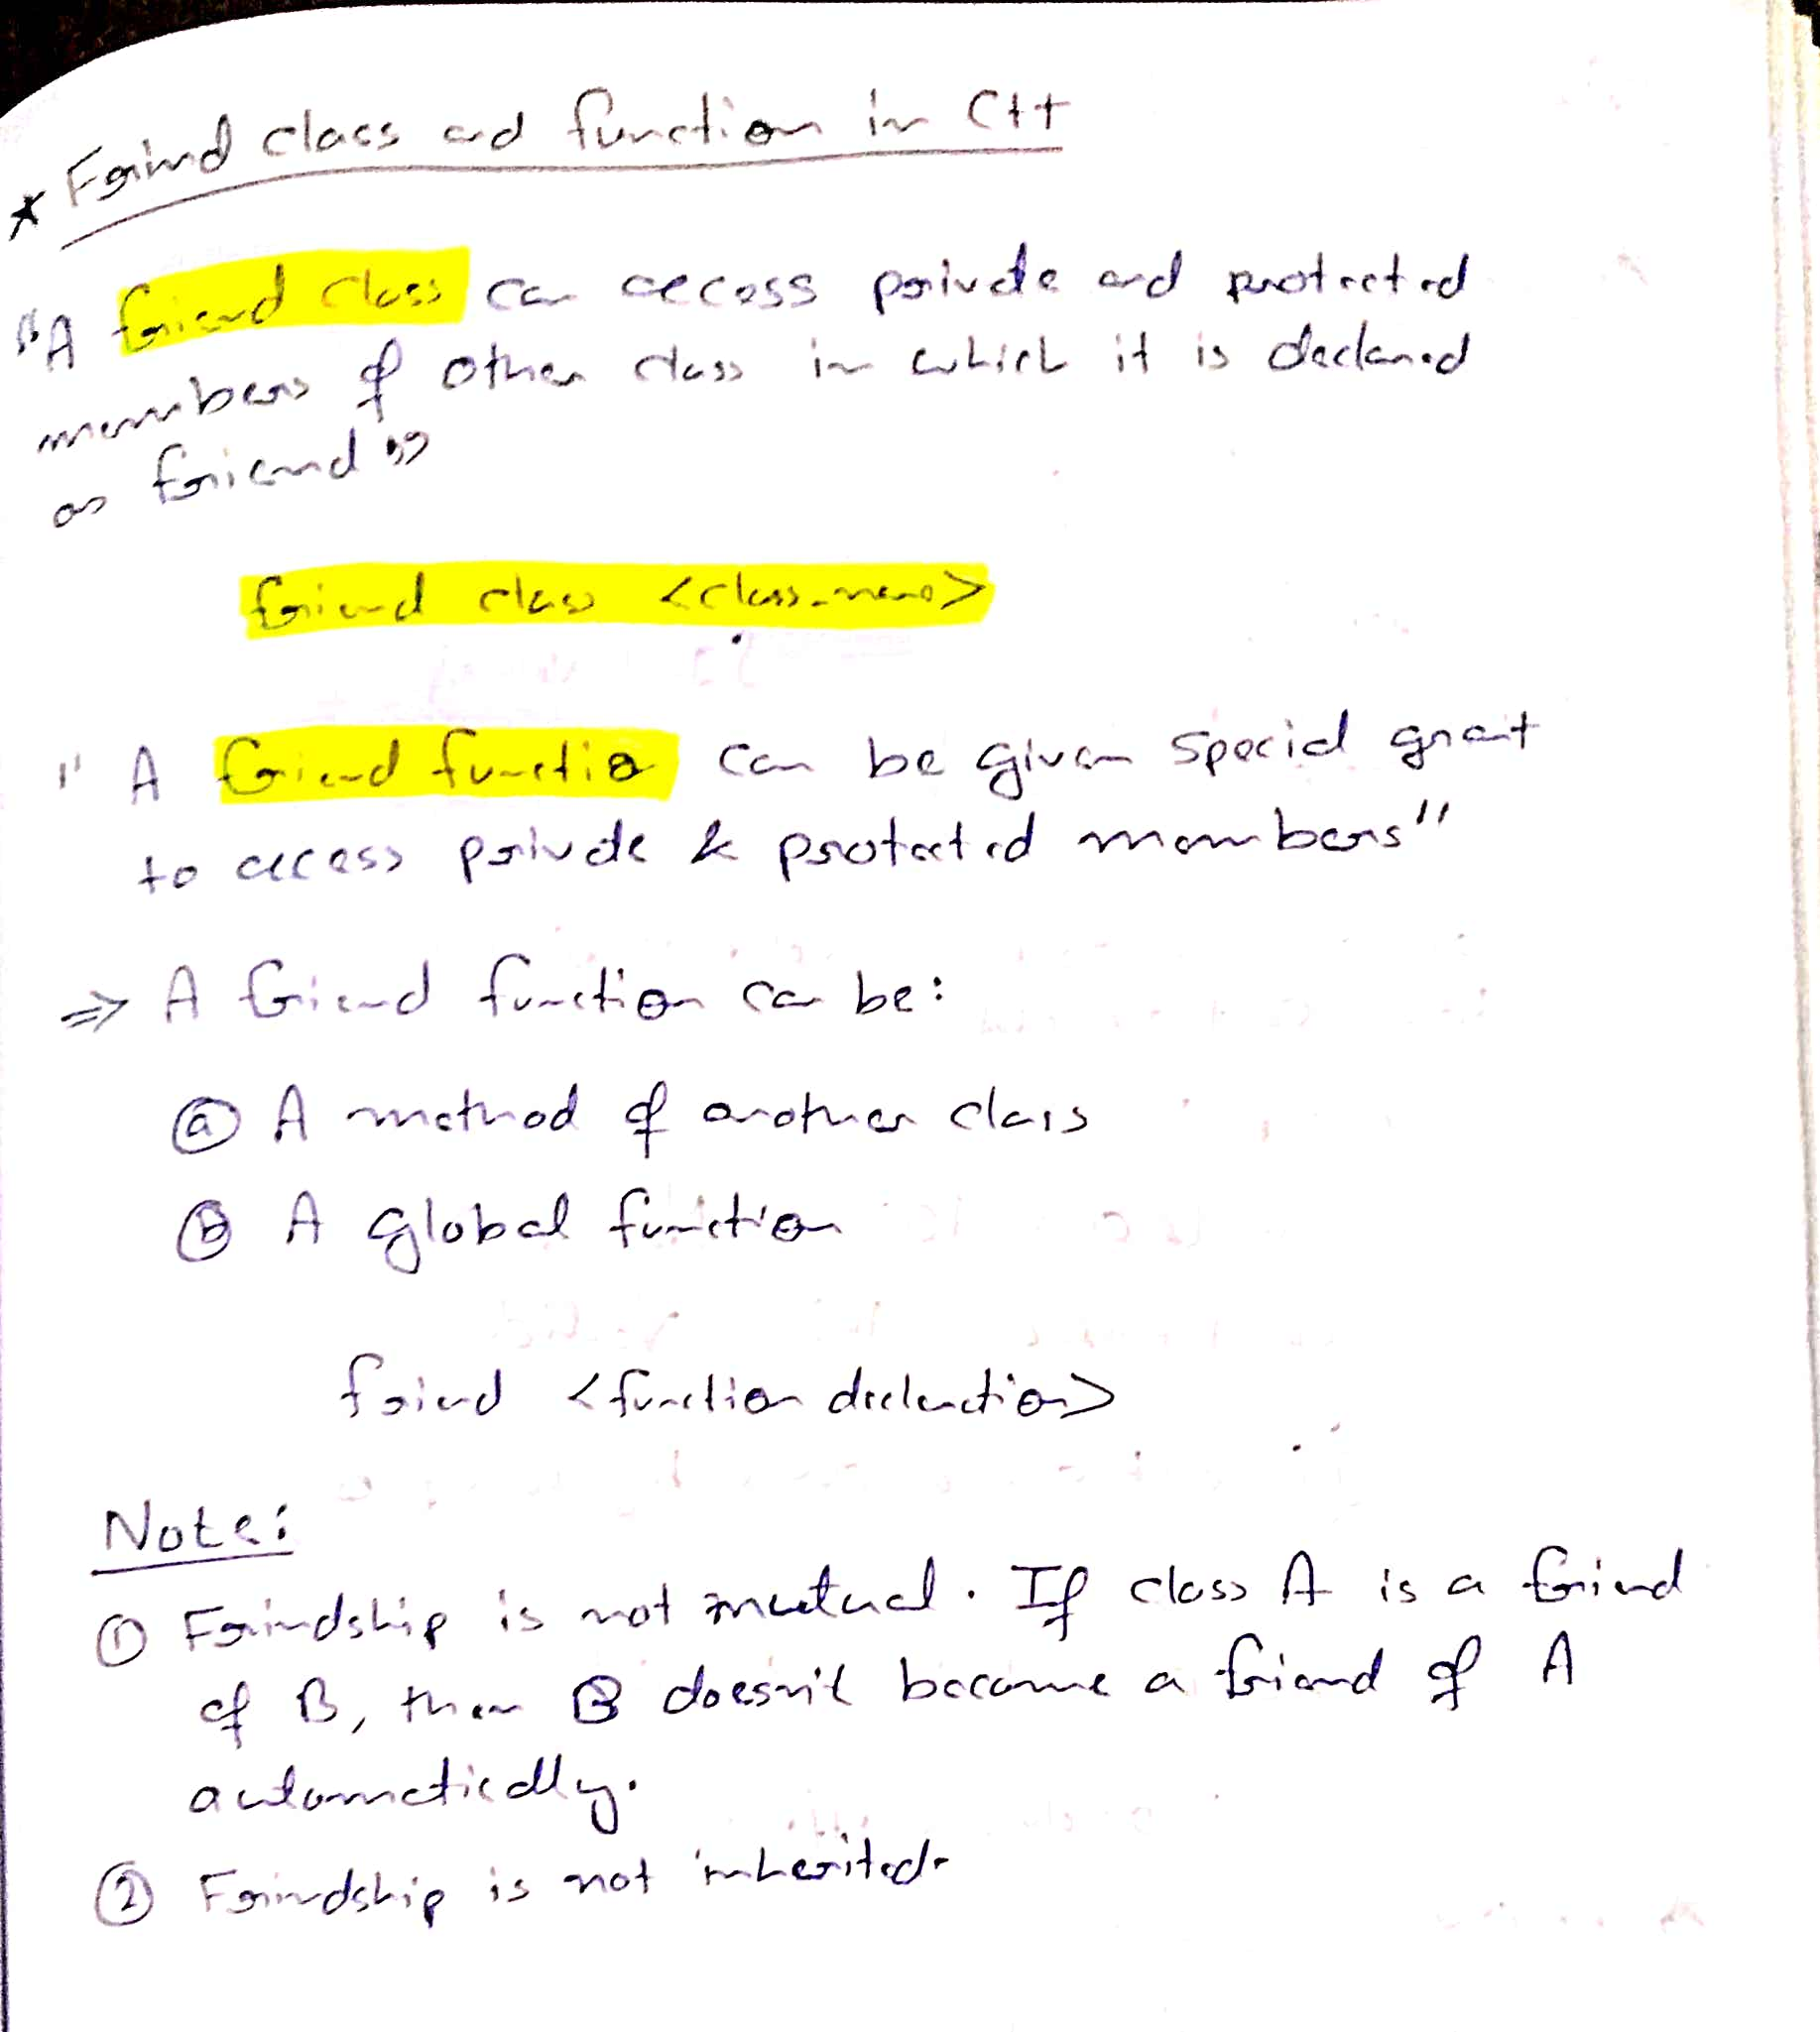 * Friend class and function in C++
"A friend class can access private and protected
members of other class in which it is declared
as friend"
friend class <class_name>
" A friend function can be given special grant
to access private & protected members"
⇒ A friend function can be:
ⓐ A method of another class
ⓑ A global function
friend <function declaration>
Note:
① Friendship is not mutual. If class A is a friend
of B, then B doesn't become a friend of A
automatically.
② Friendship is not inherited.